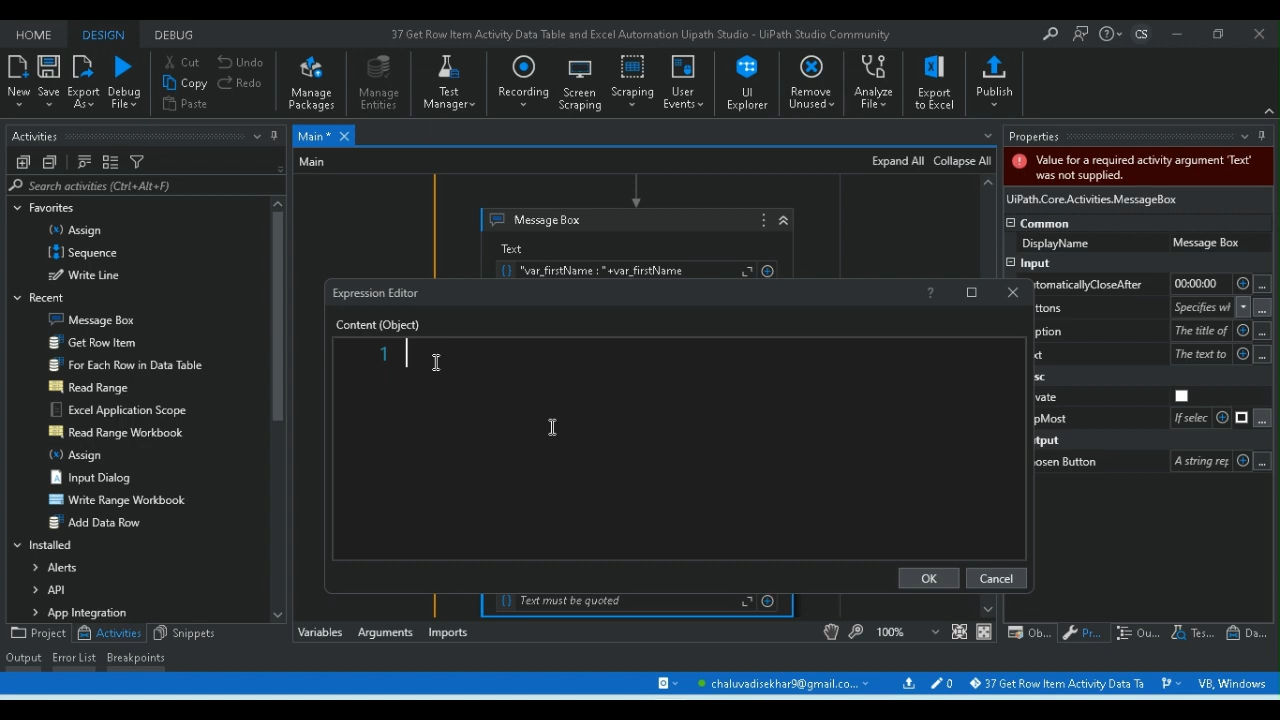 HOME DESIGN DEBUG 37 Get Row Item Activity Data Table and Excel Automation Uipath Studio - UiPath Studio Community CS
New Save Export As Debug File Cut Copy Paste Undo Redo Manage Packages Manage Entities Test Manager Recording Screen Scraping Scraping User Events UI Explorer Remove Unused Analyze File Export to Excel Publish
Activities
Search activities (Ctrl+Alt+F)
Favorites
Assign
Sequence
Write Line
Recent
Message Box
Get Row Item
For Each Row in Data Table
Read Range
Excel Application Scope
Read Range Workbook
Assign
Input Dialog
Write Range Workbook
Add Data Row
Installed
Alerts
API
App Integration
Project Activities Snippets
Main *
Main Expand All Collapse All
Message Box
Text
"var_firstName : "+var_firstName
Expression Editor
Content (Object)
1
OK Cancel
Text must be quoted
Variables Arguments Imports 100%
Properties
Value for a required activity argument 'Text'
was not supplied.
UiPath.Core.Activities.MessageBox
Common
DisplayName Message Box
Input
utomaticallyCloseAfter 00:00:00
ttons Specifies wh
ption The title of
xt The text to
sc
vate
pMost If selec
tput
osen Button A string rep
Ob... Pr... Ou... Tes... Da...
Output Error List Breakpoints
chaluvadisekhar9@gmail.co... 0 37 Get Row Item Activity Data Ta VB, Windows